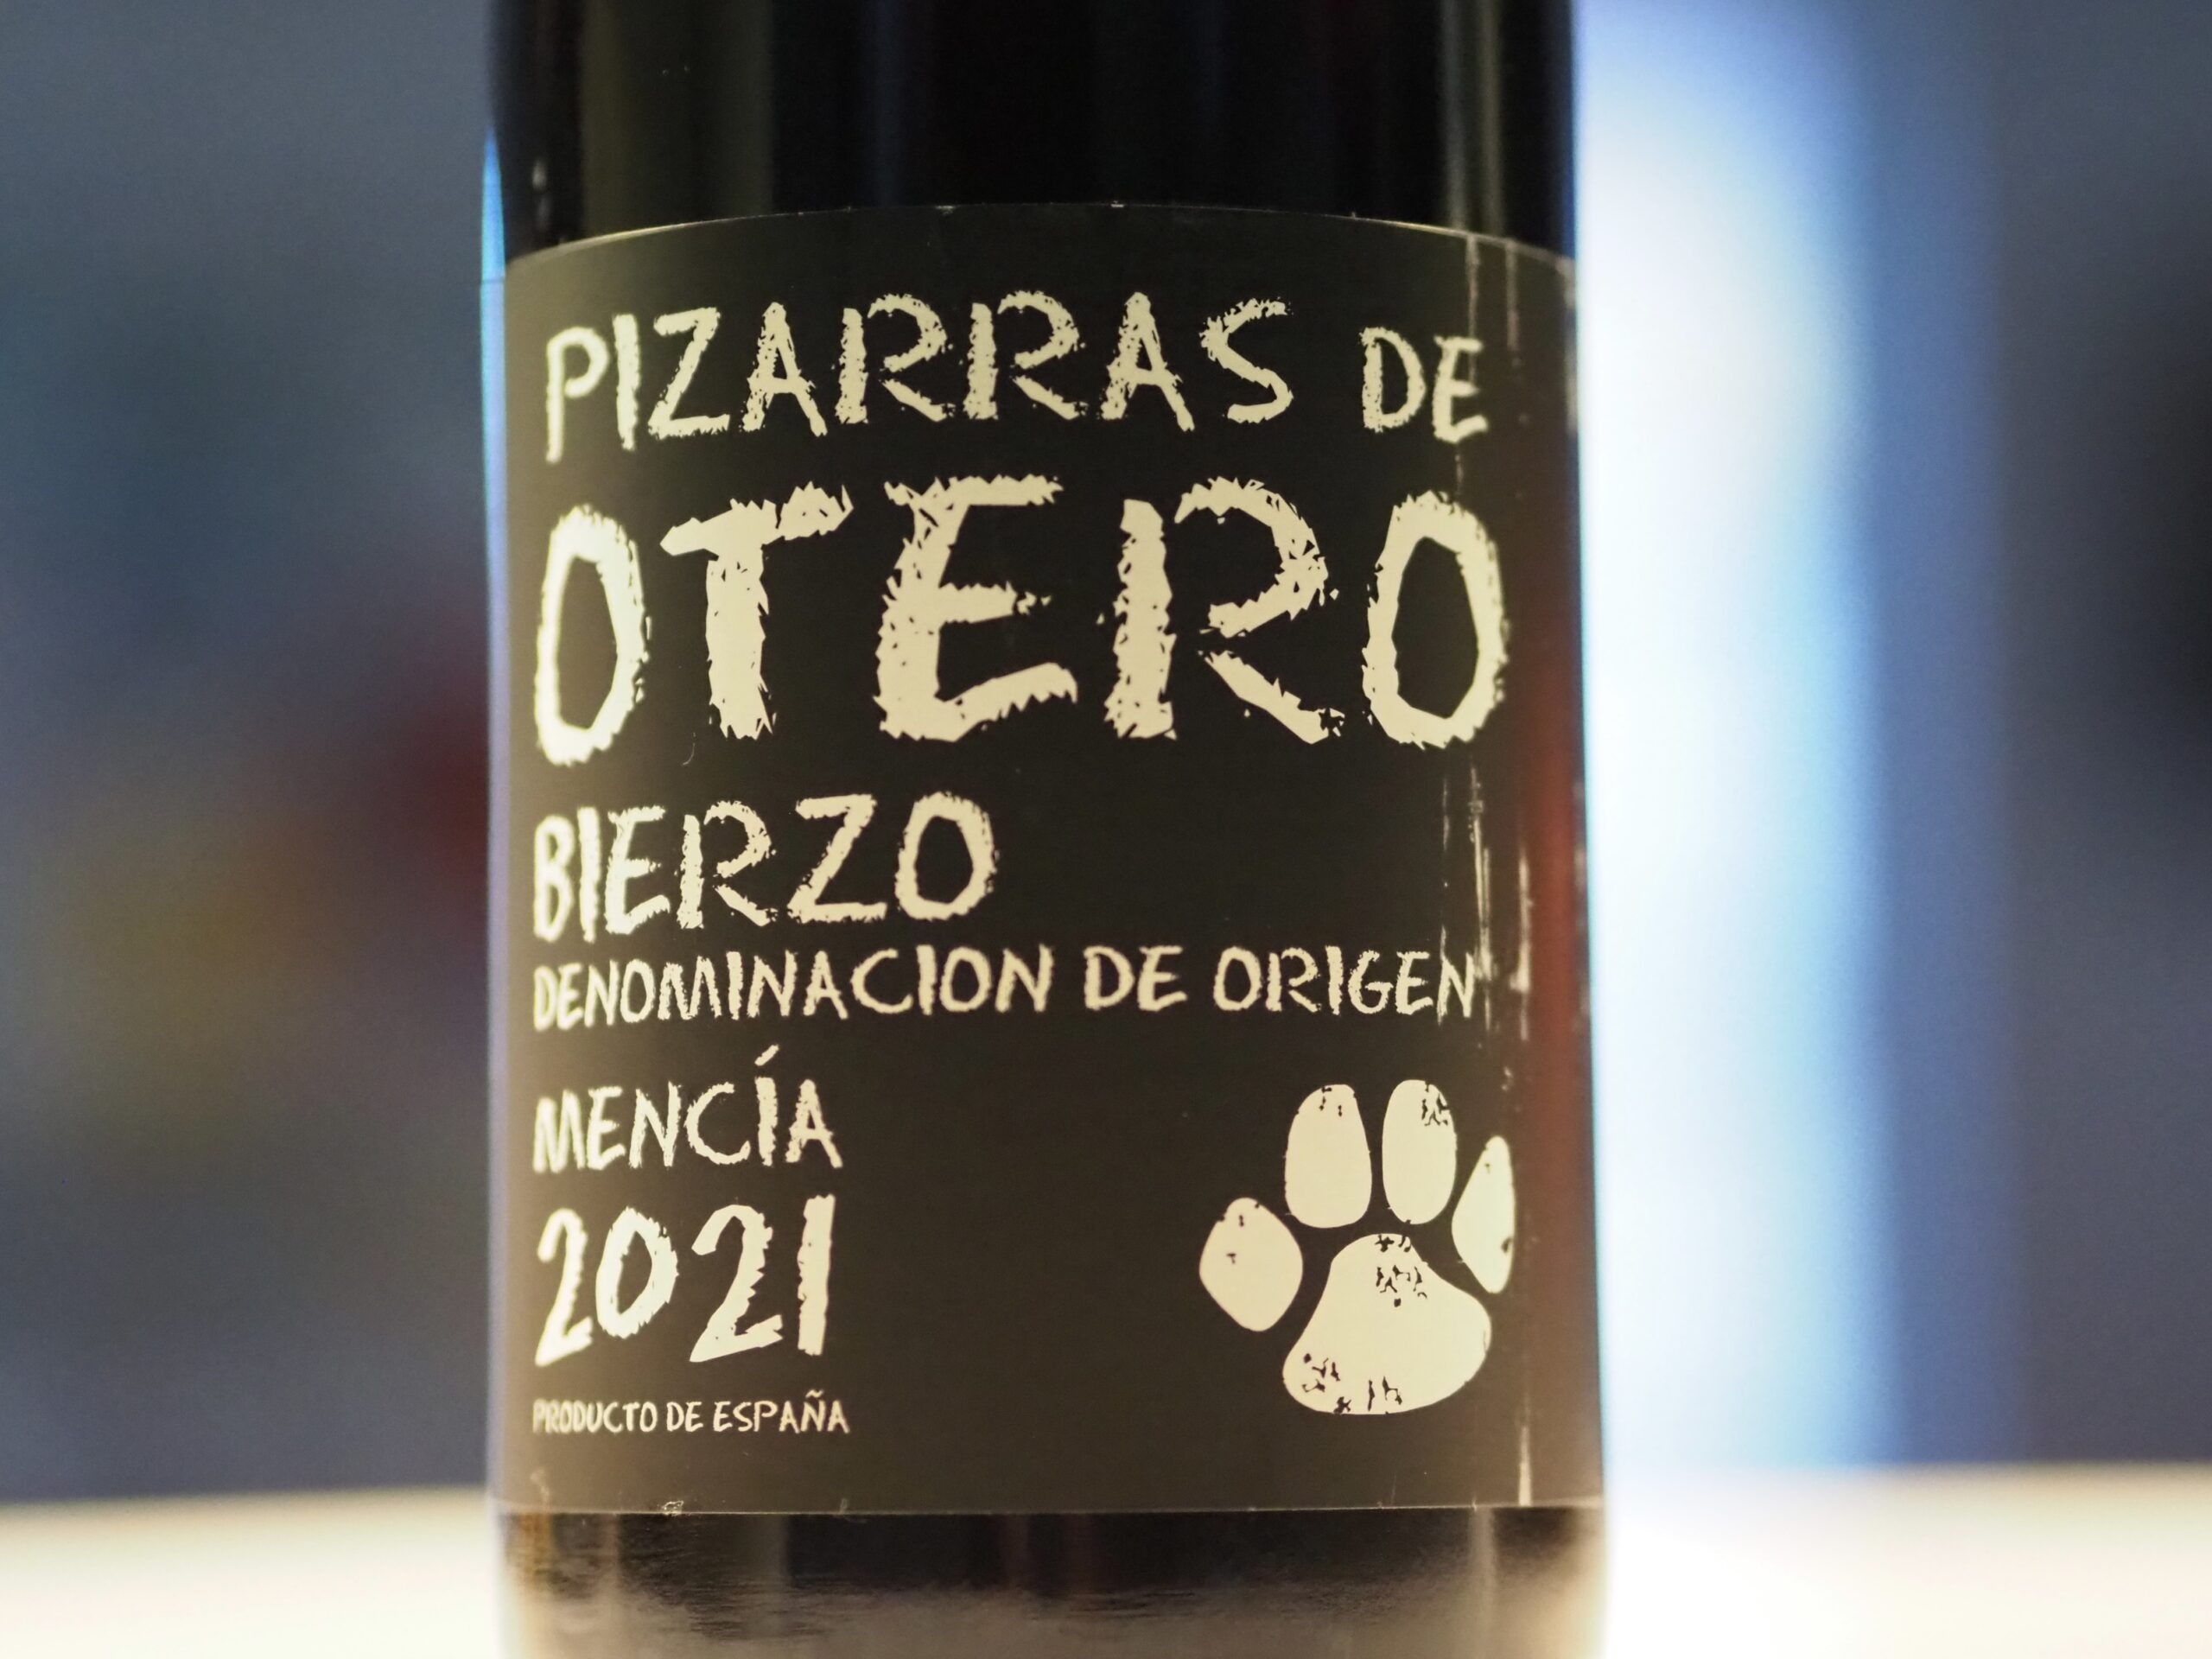 PIZARRAS DE
OTERO
BIERZO
DENOMINACION DE ORIGEN
MENCÍA
2021
PRODUCTO DE ESPAÑA